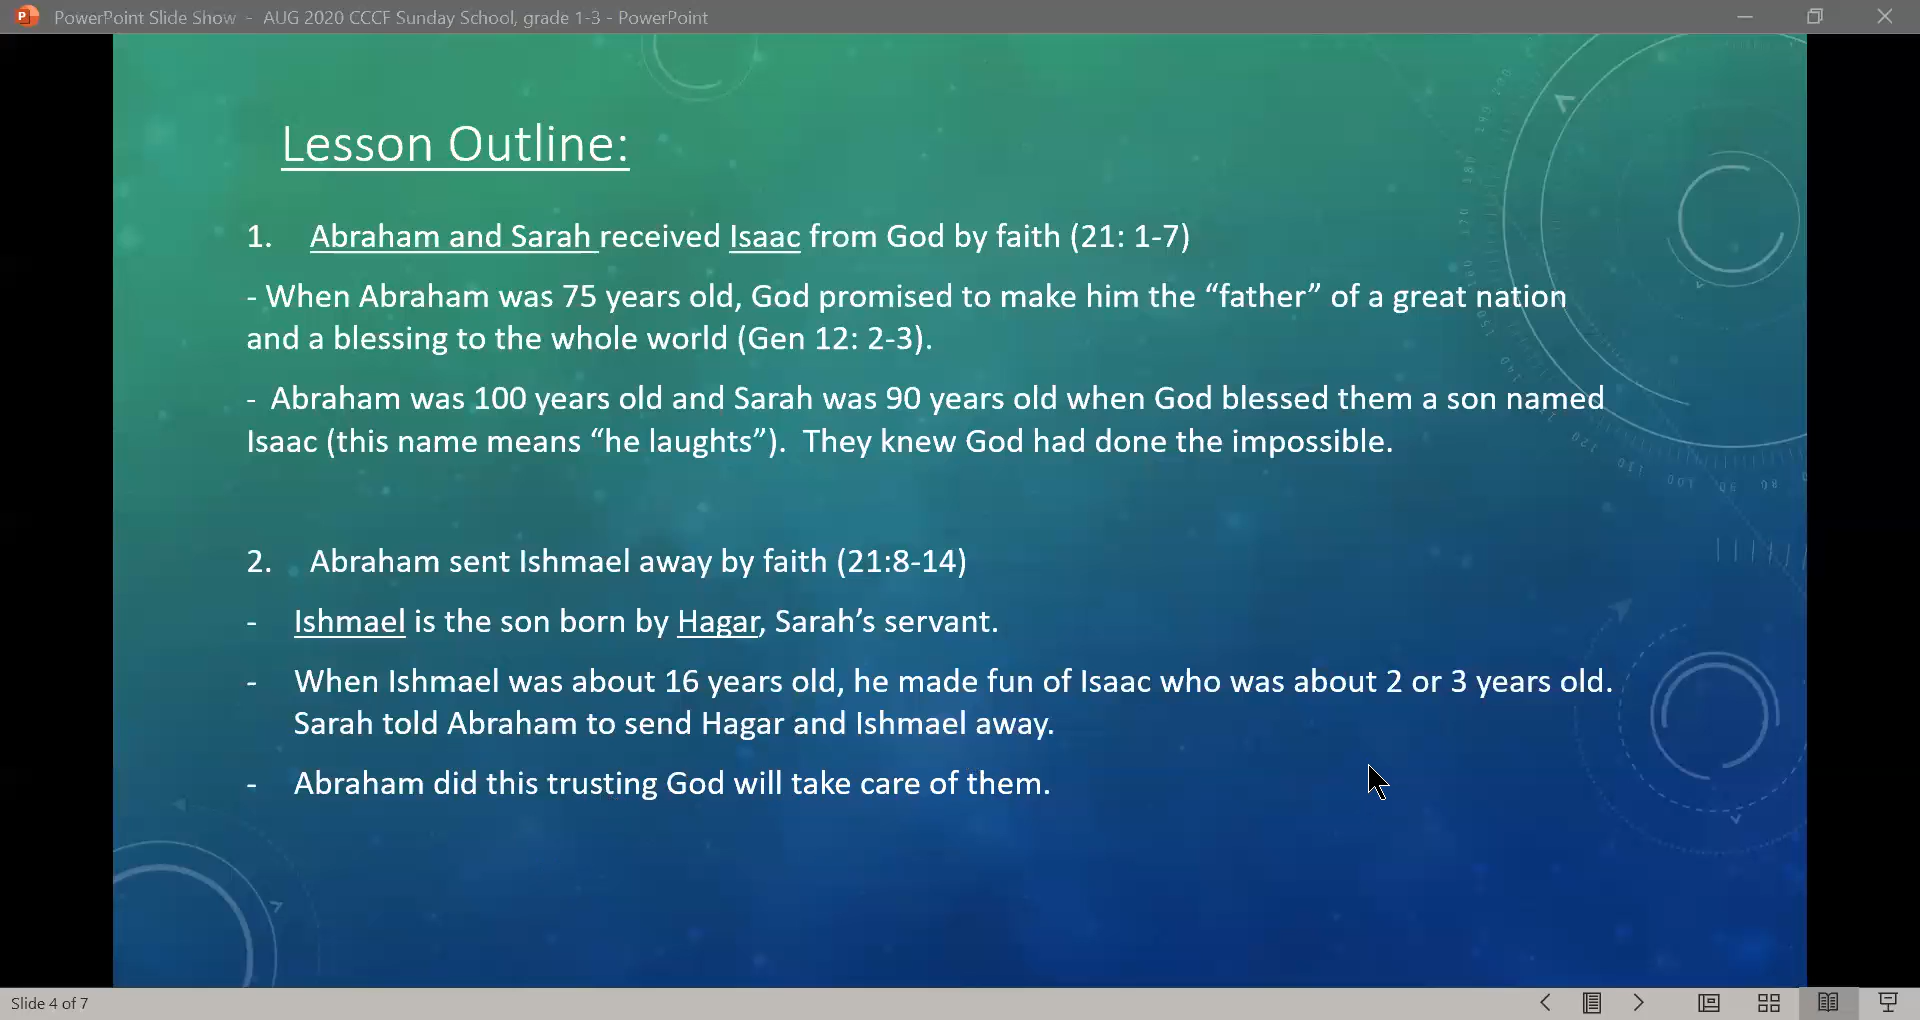 PowerPoint Slide Show - AUG 2020 CCCF Sunday School, grade 1-3 - PowerPoint
Lesson Outline:
1. Abraham and Sarah received Isaac from God by faith (21: 1-7)
- When Abraham was 75 years old, God promised to make him the “father” of a great nation
and a blessing to the whole world (Gen 12: 2-3).
- Abraham was 100 years old and Sarah was 90 years old when God blessed them a son named
Isaac (this name means “he laughts”). They knew God had done the impossible.
2. Abraham sent Ishmael away by faith (21:8-14)
- Ishmael is the son born by Hagar, Sarah’s servant.
- When Ishmael was about 16 years old, he made fun of Isaac who was about 2 or 3 years old.
Sarah told Abraham to send Hagar and Ishmael away.
- Abraham did this trusting God will take care of them.
Slide 4 of 7